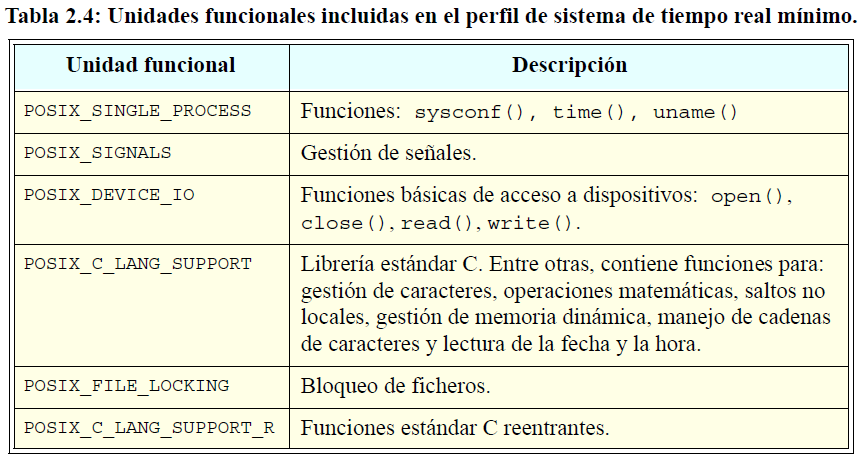 Tabla 2.4: Unidades funcionales incluidas en el perfil de sistema de tiempo real mínimo.
Unidad funcional Descripción
POSIX_SINGLE_PROCESS Funciones: sysconf(), time(), uname()
POSIX_SIGNALS Gestión de señales.
POSIX_DEVICE_IO Funciones básicas de acceso a dispositivos: open(),
close(), read(), write().
POSIX_C_LANG_SUPPORT Librería estándar C. Entre otras, contiene funciones para:
gestión de caracteres, operaciones matemáticas, saltos no
locales, gestión de memoria dinámica, manejo de cadenas
de caracteres y lectura de la fecha y la hora.
POSIX_FILE_LOCKING Bloqueo de ficheros.
POSIX_C_LANG_SUPPORT_R Funciones estándar C reentrantes.